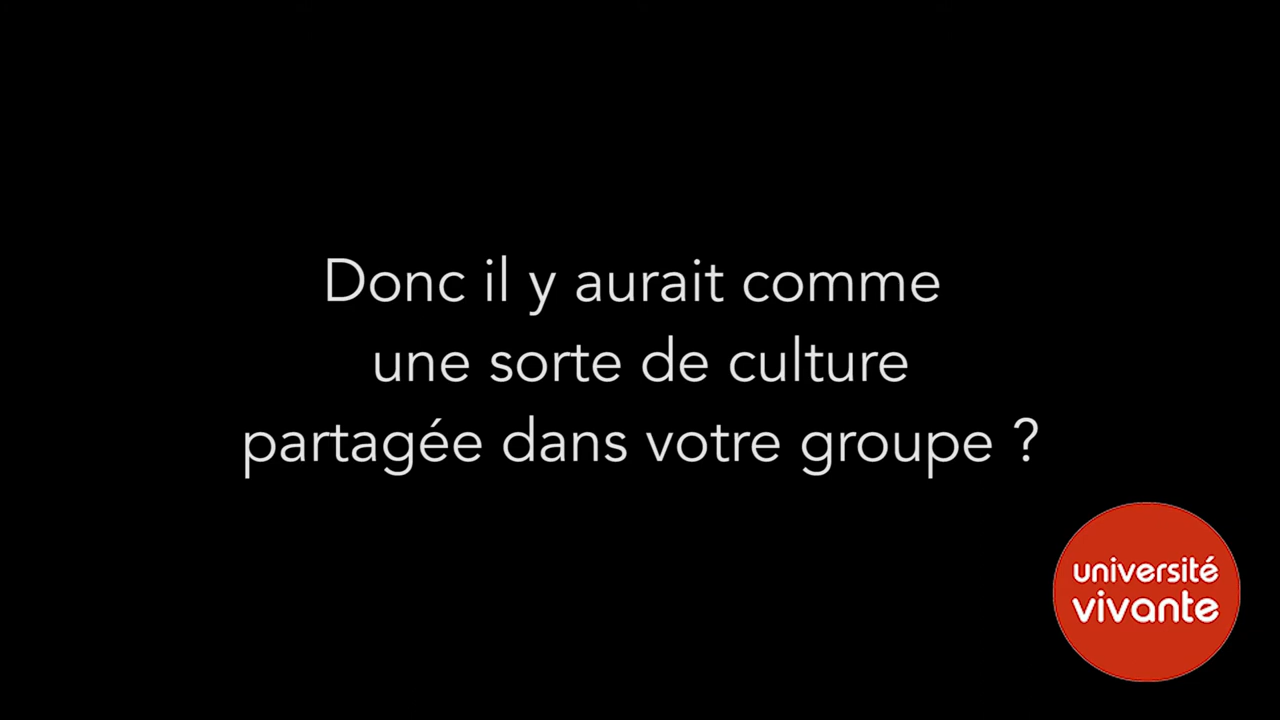 Donc il y aurait comme
une sorte de culture
partagée dans votre groupe ?
université
vivante